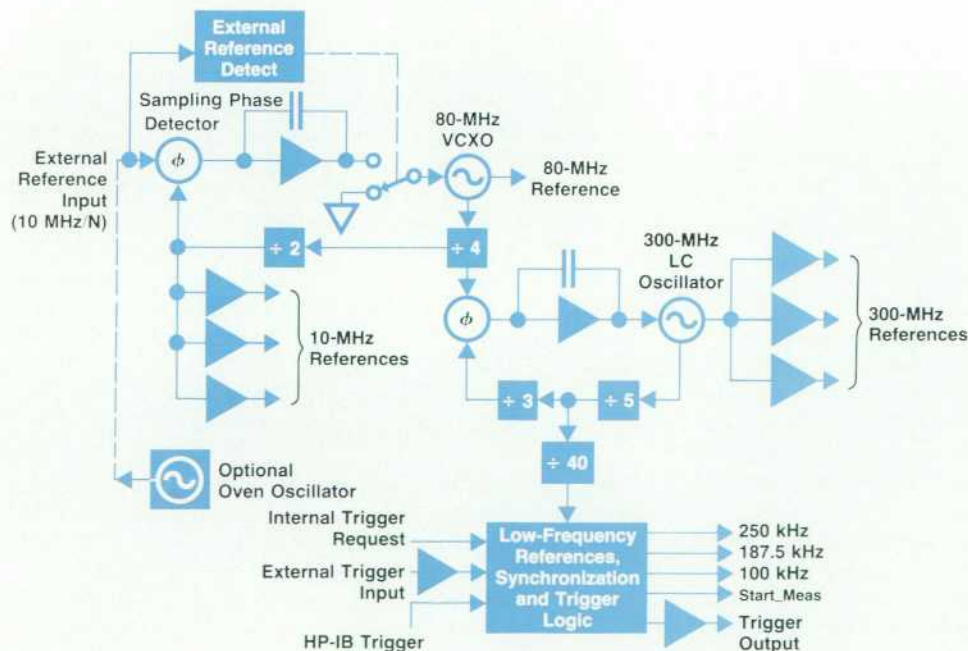 External
Reference
Detect
Sampling Phase
Detector
ϕ
External
Reference
Input
(10 MHz/N)
80-MHz
VCXO
80-MHz
Reference
÷ 2
÷ 4
10-MHz
References
ϕ
300-MHz
LC
Oscillator
300-MHz
References
÷ 3
÷ 5
÷ 40
Optional
Oven Oscillator
Internal Trigger
Request
External Trigger
Input
HP-IB Trigger
Low-Frequency
References,
Synchronization
and Trigger
Logic
250 kHz
187.5 kHz
100 kHz
Start_Meas
Trigger
Output